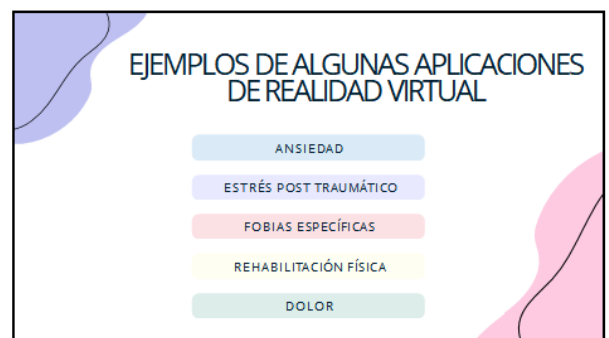 EJEMPLOS DE ALGUNAS APLICACIONES
DE REALIDAD VIRTUAL
ANSIEDAD
ESTRÉS POST TRAUMÁTICO
FOBIAS ESPECÍFICAS
REHABILITACIÓN FÍSICA
DOLOR